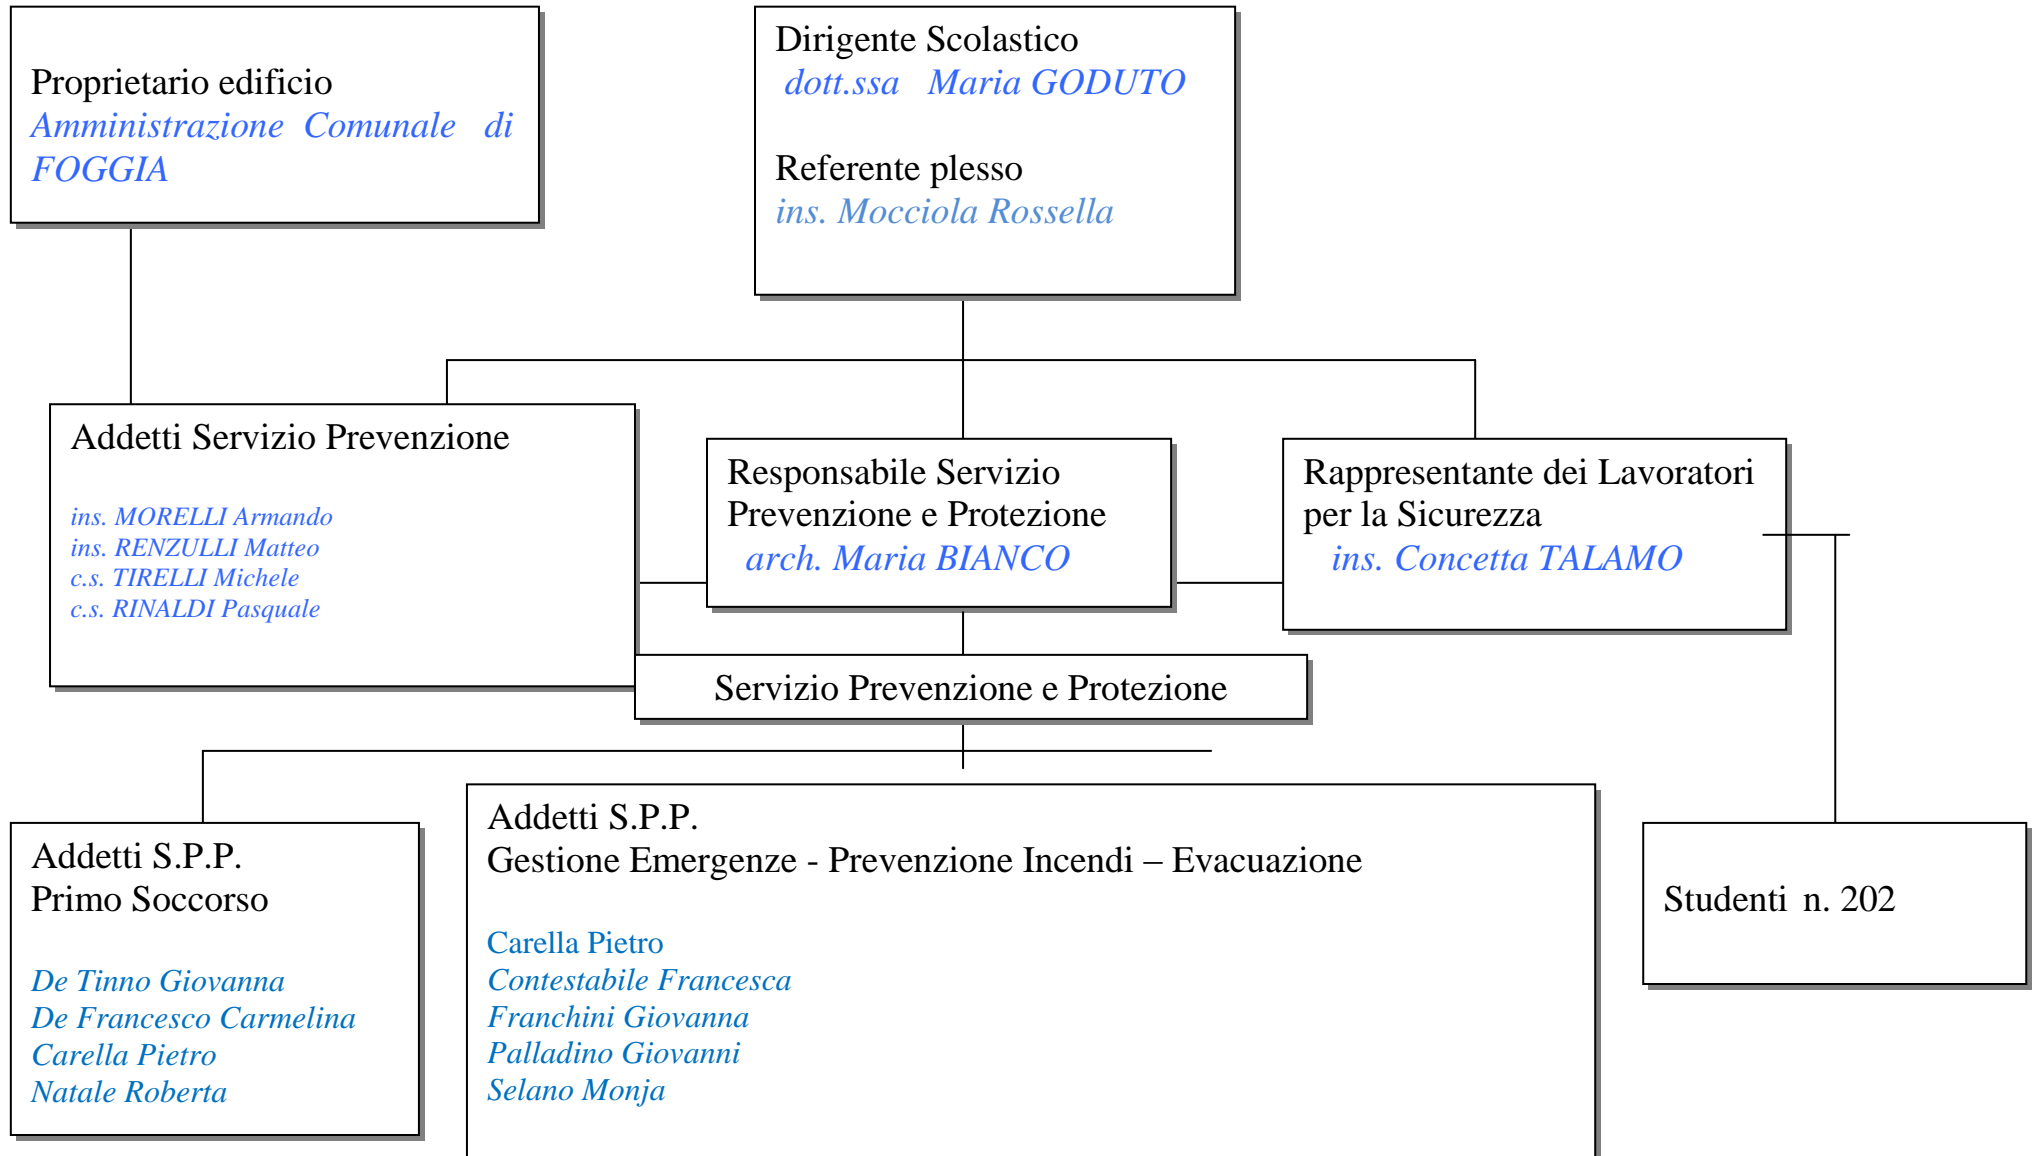 Proprietario edificio
Amministrazione Comunale di
FOGGIA
Dirigente Scolastico
dott.ssa Maria GODUTO
Referente plesso
ins. Mocciola Rossella
Addetti Servizio Prevenzione
ins. MORELLI Armando
ins. RENZULLI Matteo
c.s. TIRELLI Michele
c.s. RINALDI Pasquale
Responsabile Servizio
Prevenzione e Protezione
arch. Maria BIANCO
Rappresentante dei Lavoratori
per la Sicurezza
ins. Concetta TALAMO
Servizio Prevenzione e Protezione
Addetti S.P.P.
Primo Soccorso
De Tinno Giovanna
De Francesco Carmelina
Carella Pietro
Natale Roberta
Addetti S.P.P.
Gestione Emergenze - Prevenzione Incendi – Evacuazione
Carella Pietro
Contestabile Francesca
Franchini Giovanna
Palladino Giovanni
Selano Monja
Studenti n. 202